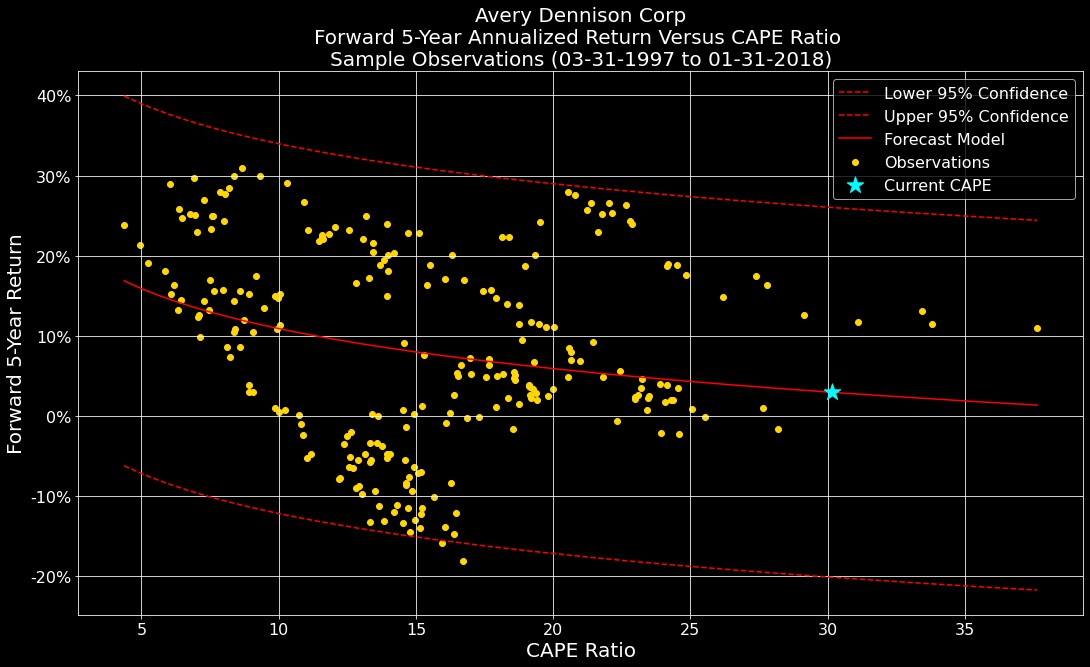 Avery Dennison Corp
Forward 5-Year Annualized Return Versus CAPE Ratio
Sample Observations (03-31-1997 to 01-31-2018)
Lower 95% Confidence
Upper 95% Confidence
Forecast Model
Observations
Current CAPE
Forward 5-Year Return
40%
30%
20%
10%
0%
-10%
-20%
5
10
15
20
25
30
35
CAPE Ratio